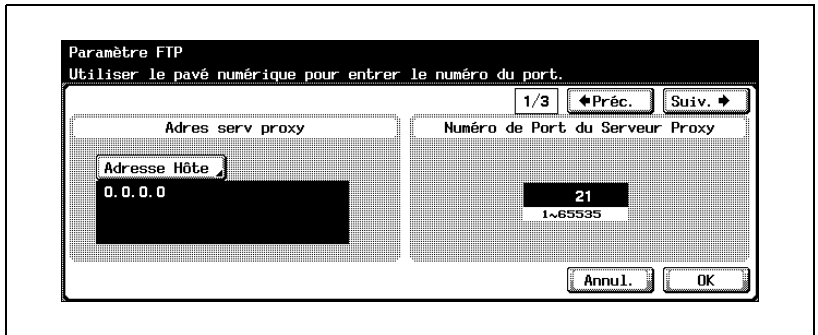 Paramètre FTP
Utiliser le pavé numérique pour entrer le numéro du port.
1/3 ←Préc. Suiv. →
Adres serv proxy
Numéro de Port du Serveur Proxy
Adresse Hôte
0.0.0.0
21
1~65535
Annul. OK